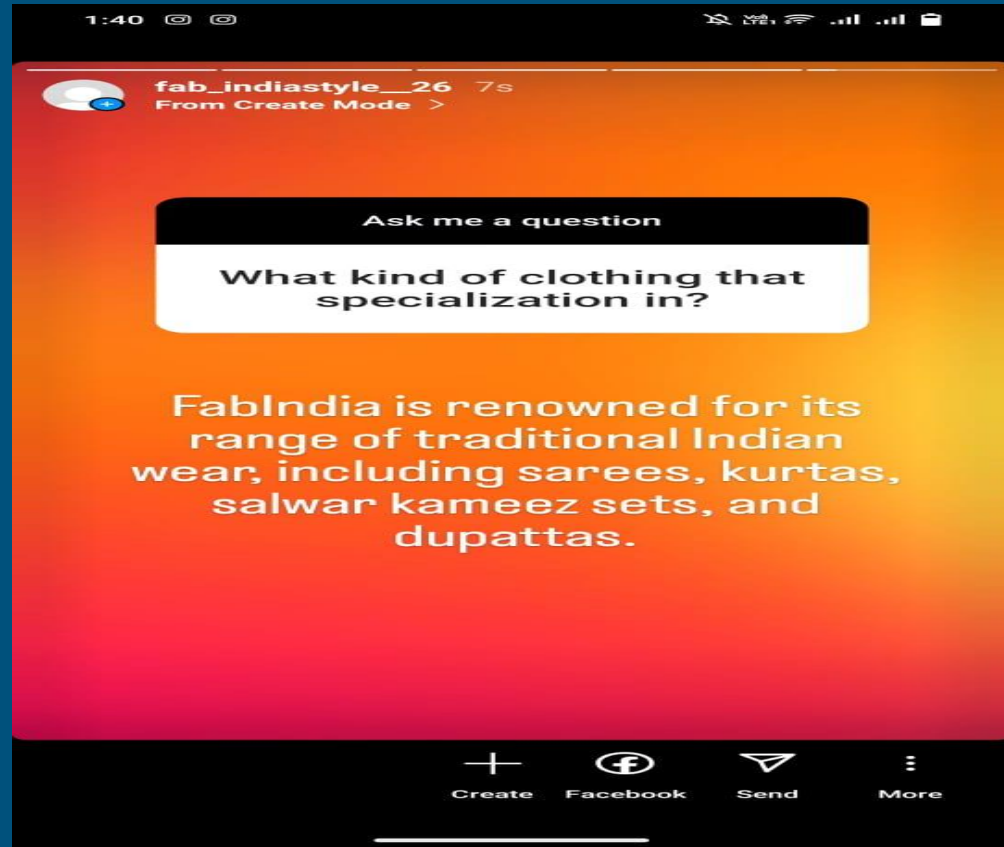 1:40
fab_indiastyle__26 7s
From Create Mode >
Ask me a question
What kind of clothing that
specialization in?
FabIndia is renowned for its
range of traditional Indian
wear, including sarees, kurtas,
salwar kameez sets, and
dupattas.
Create Facebook Send More